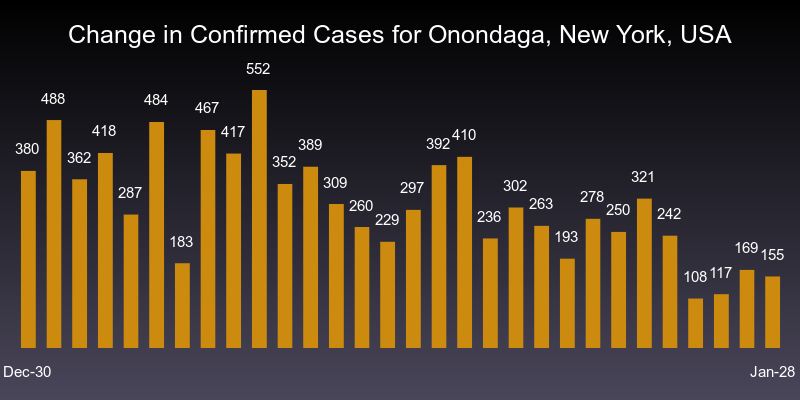 Change in Confirmed Cases for Onondaga, New York, USA
380 488 362 418 287 484 183 467 417 552 352 389 309 260 229 297 392 410 236 302 263 193 278 250 321 242 108 117 169 155
Dec-30 Jan-28